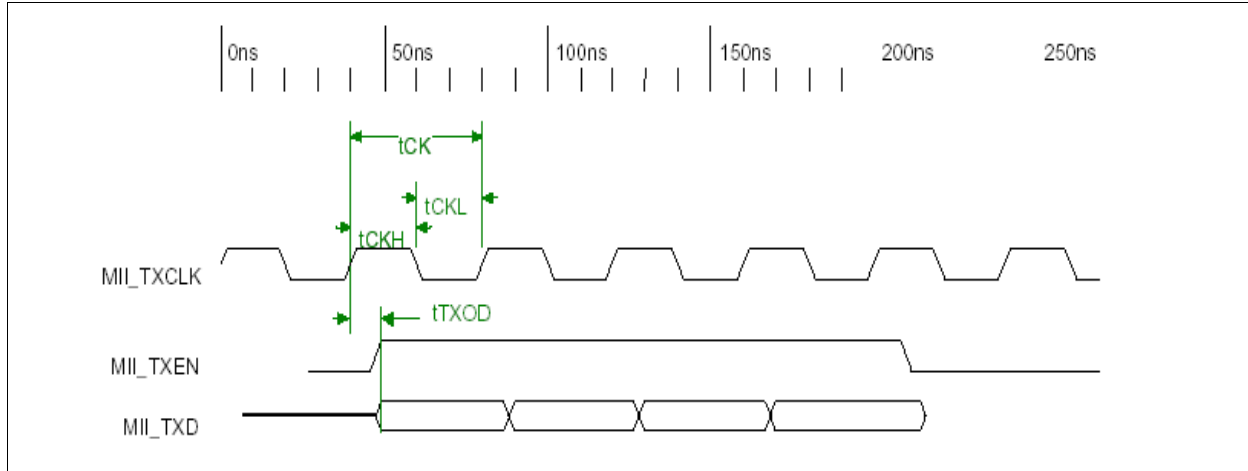 0ns 50ns 100ns 150ns 200ns 250ns
tCK
tCKL
tCKH
MII_TXCLK
tTXOD
MII_TXEN
MII_TXD